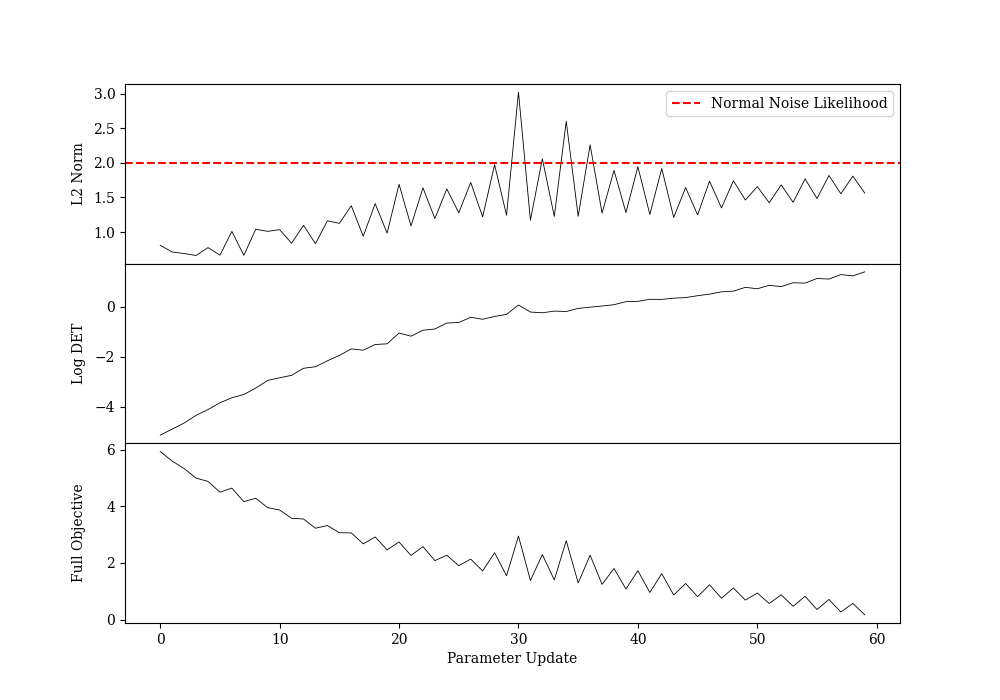 3.0
Normal Noise Likelihood
2.5
2.0
1.5
1.0
L2 Norm
0
−2
−4
Log DET
6
4
2
0
Full Objective
0 10 20 30 40 50 60
Parameter Update